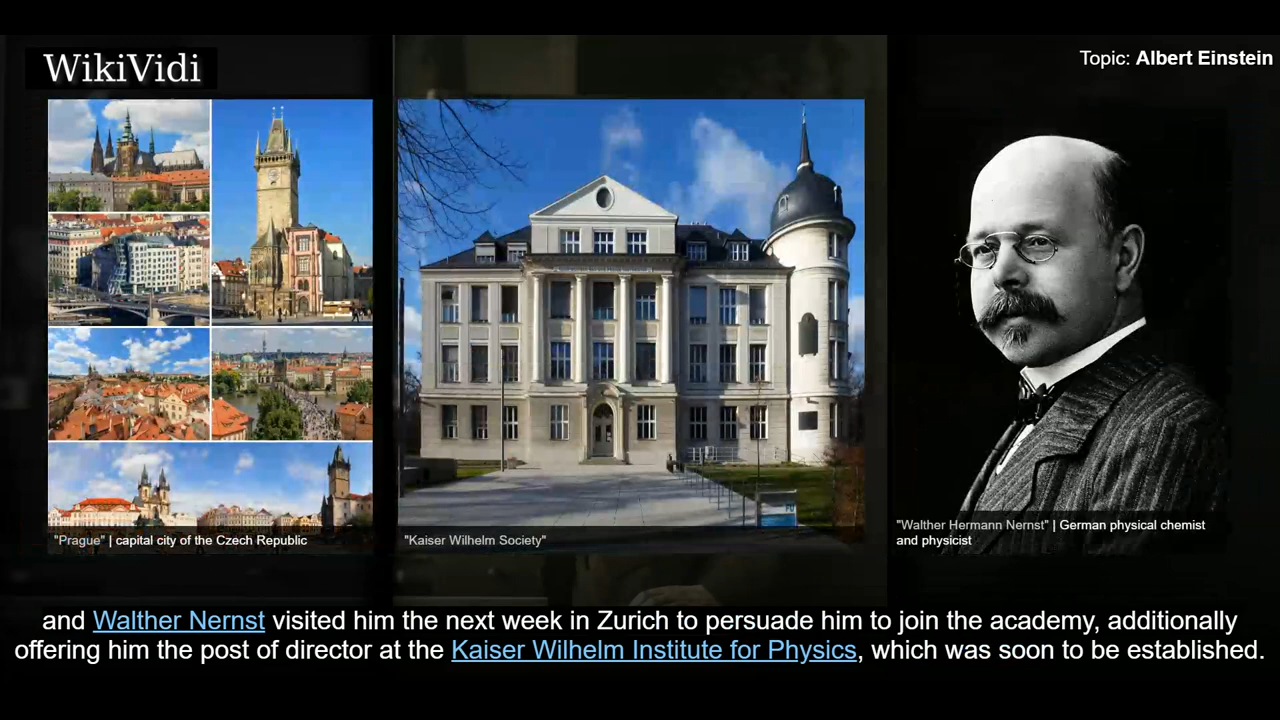 WikiVidi
Topic: Albert Einstein
"Prague" | capital city of the Czech Republic
"Kaiser Wilhelm Society"
"Walther Hermann Nernst" | German physical chemist
and physicist
and Walther Nernst visited him the next week in Zurich to persuade him to join the academy, additionally
offering him the post of director at the Kaiser Wilhelm Institute for Physics, which was soon to be established.